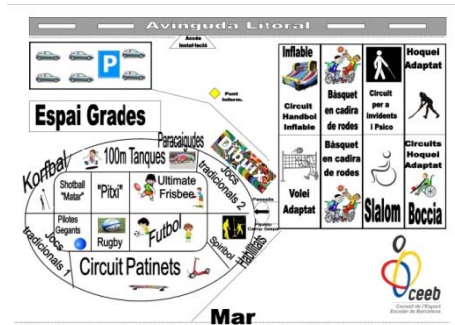 Avinguda Litoral
Accés
Instal·lació
P
Punt
Inform.
Espai Grades
Inflable
Circuit
Handbol
Inflable
Bàsquet
en cadira
de rodes
Circuit
per a
invidents
i Psico
Hoquei
Adaptat
Volei
Adaptat
Bàsquet
en cadira
de rodes
Slalom
Circuits
Hoquei
Adaptat
Boccia
Korfbal
100m Tanques
Paracaigudes
Jocs
tradicionals 2
Shotball
"Matar"
"Pitxi"
Ultimate
Frisbee
Pilotes
Gegants
Rugby
Futbol
Spiribol
Habilitats
Jocs
tradicionals 1
Circuit Patinets
Mar
ceeb
Consell de l'Esport
Escolar de Barcelona